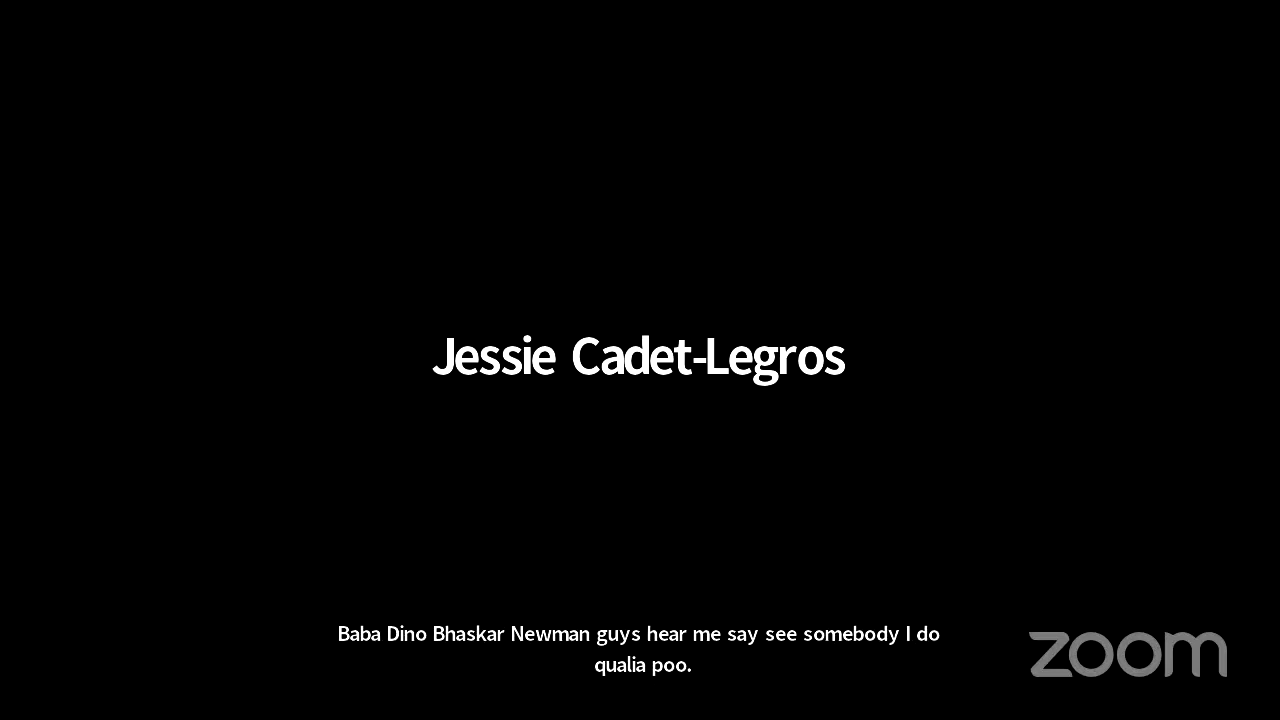 Jessie Cadet-Legros
Baba Dino Bhaskar Newman guys hear me say see somebody I do
qualia poo.
zoom